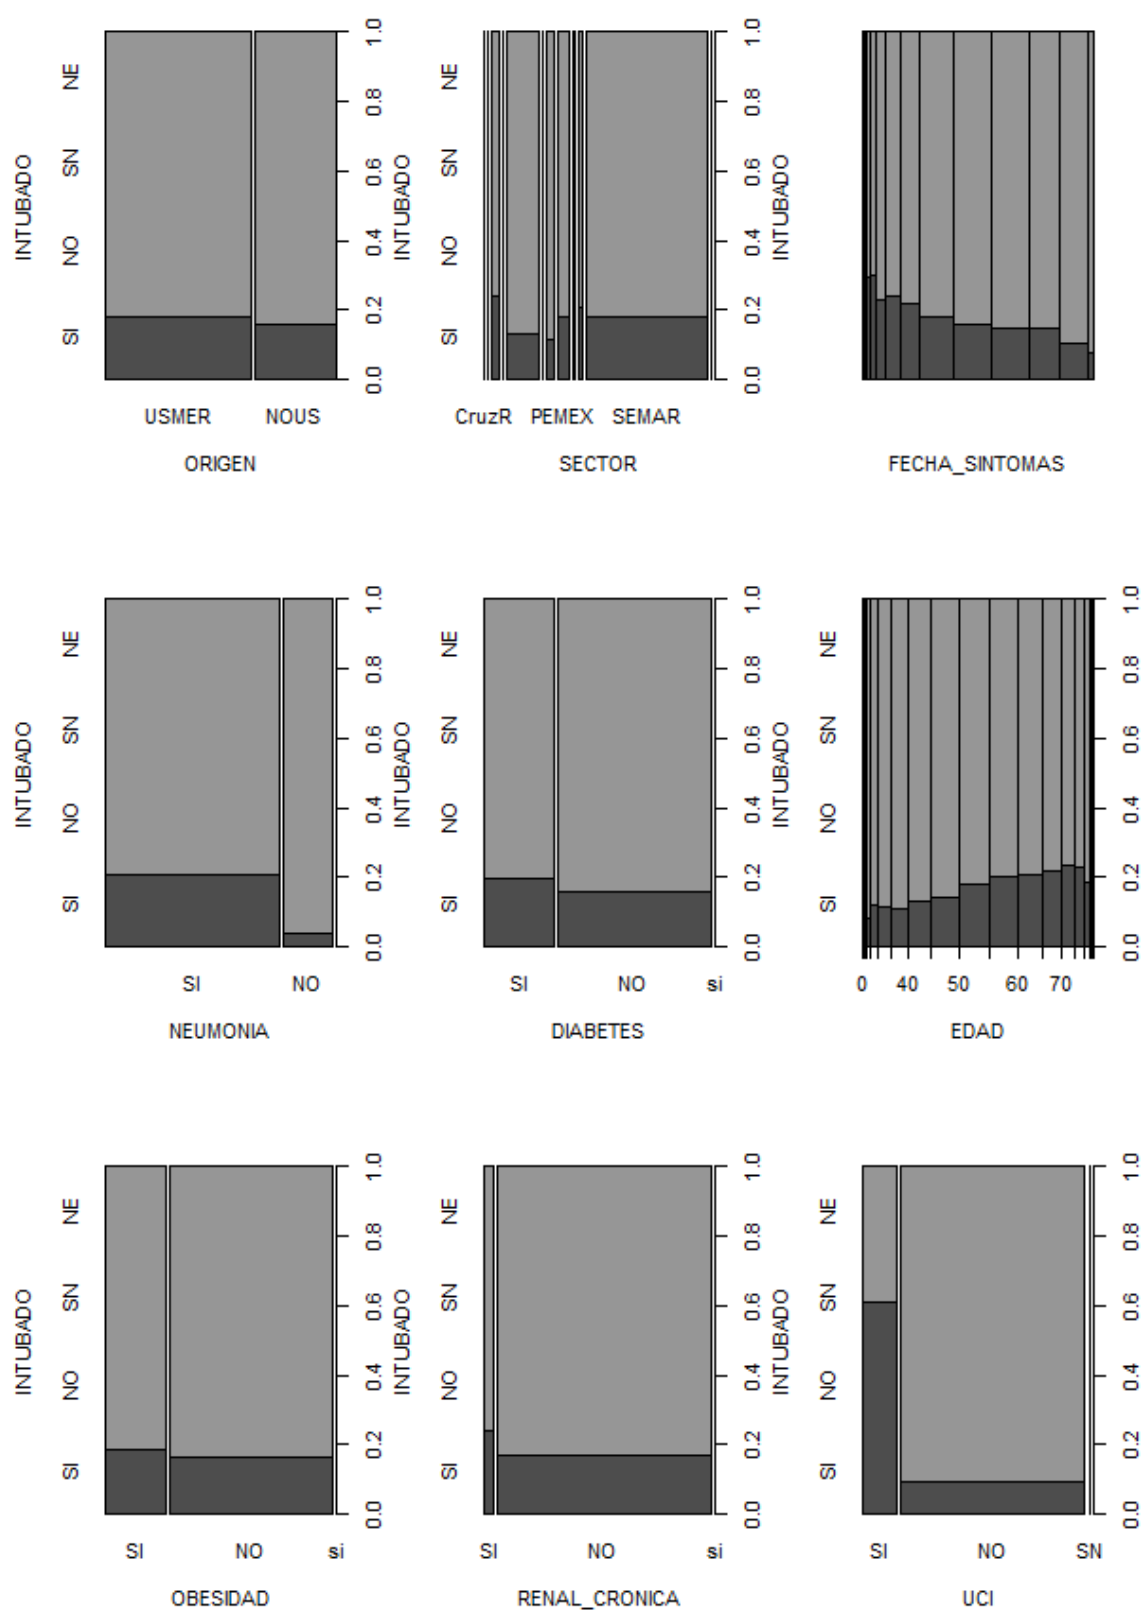 INTUBADO
SI NO SN NE
0.0 0.2 0.4 0.6 0.8 1.0
USMER NOUS
ORIGEN
INTUBADO
SI NO SN NE
0.0 0.2 0.4 0.6 0.8 1.0
CruzR PEMEX SEMAR
SECTOR
INTUBADO
FECHA_SINTOMAS
INTUBADO
SI NO SN NE
0.0 0.2 0.4 0.6 0.8 1.0
SI NO
NEUMONIA
INTUBADO
SI NO SN NE
0.0 0.2 0.4 0.6 0.8 1.0
SI NO si
DIABETES
INTUBADO
SI NO SN NE
0.0 0.2 0.4 0.6 0.8 1.0
0 40 50 60 70
EDAD
INTUBADO
SI NO SN NE
0.0 0.2 0.4 0.6 0.8 1.0
SI NO si
OBESIDAD
INTUBADO
SI NO SN NE
0.0 0.2 0.4 0.6 0.8 1.0
SI NO si
RENAL_CRONICA
INTUBADO
SI NO SN NE
0.0 0.2 0.4 0.6 0.8 1.0
SI NO SN
UCI